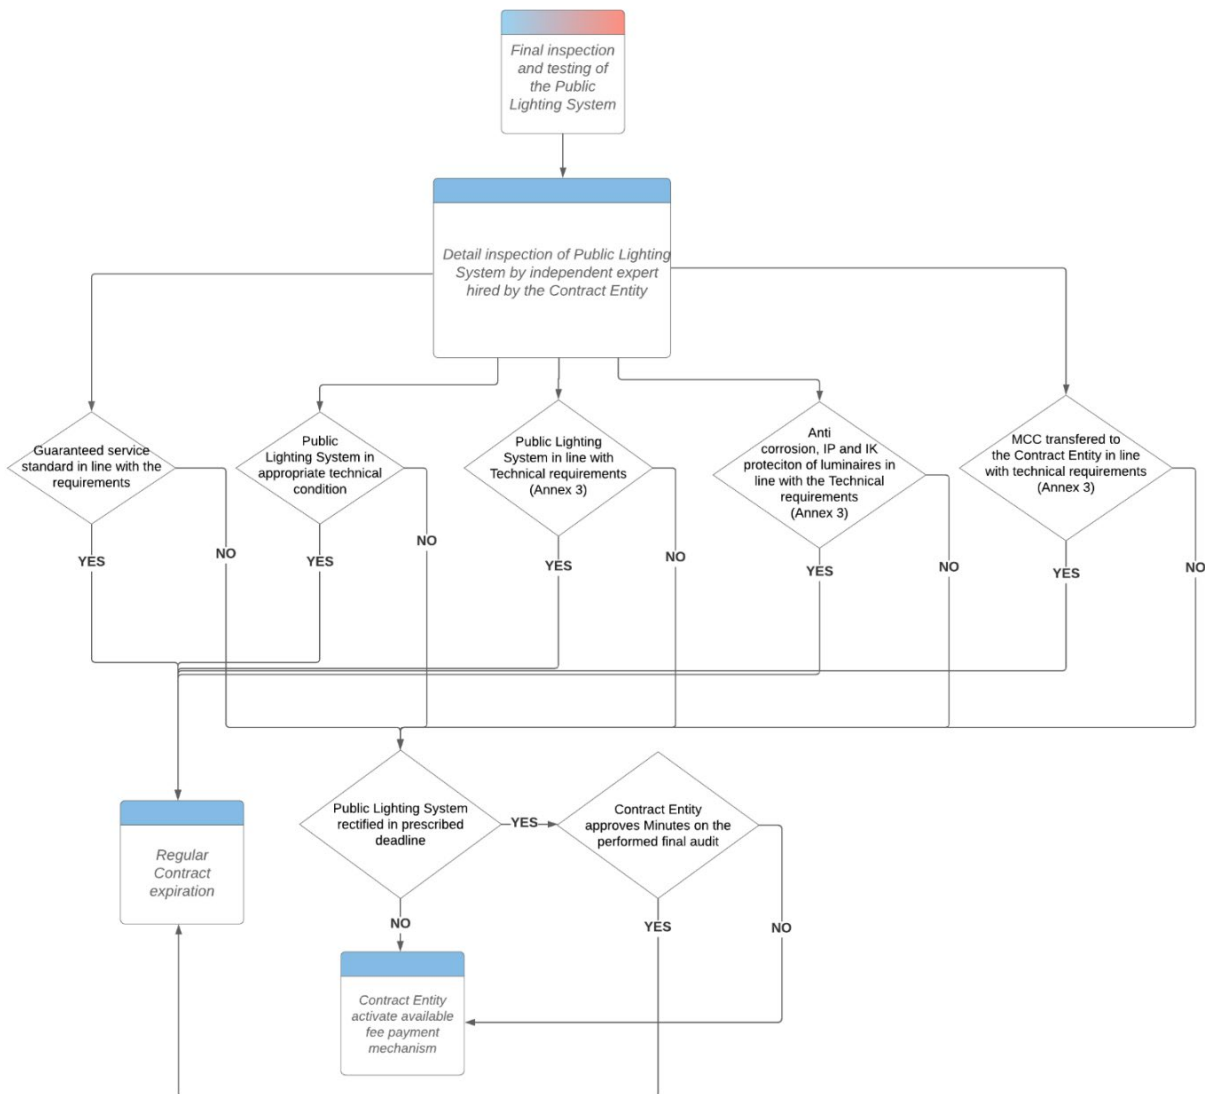 Final inspection
and testing of
the Public
Lighting System
Detail inspection of Public Lighting
System by independent expert
hired by the Contract Entity
Guaranteed service
standard in line with the
requirements
Public
Lighting System in
appropriate technical
condition
Public Lighting
System in line with
Technical requirements
(Annex 3)
Anti
corrosion, IP and IK
proteciton of luminaires in
line with the Technical
requirements
(Annex 3)
MCC transfered to
the Contract Entity in line
with technical requirements
(Annex 3)
YES
NO
YES
NO
YES
NO
YES
NO
YES
NO
Public Lighting System
rectified in prescribed
deadline
YES
Contract Entity
approves Minutes on the
performed final audit
Regular
Contract
expiration
NO
YES
NO
Contract Entity
activate available
fee payment
mechanism